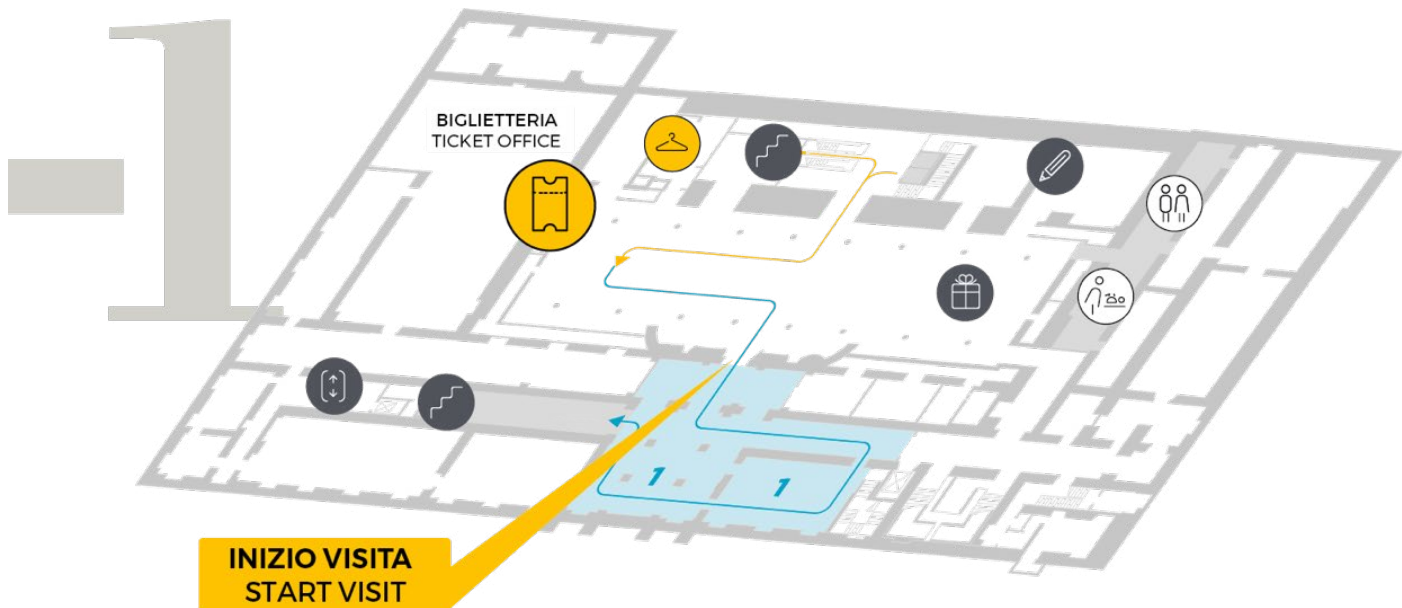 -1
BIGLIETTERIA
TICKET OFFICE
1
1
INIZIO VISITA
START VISIT